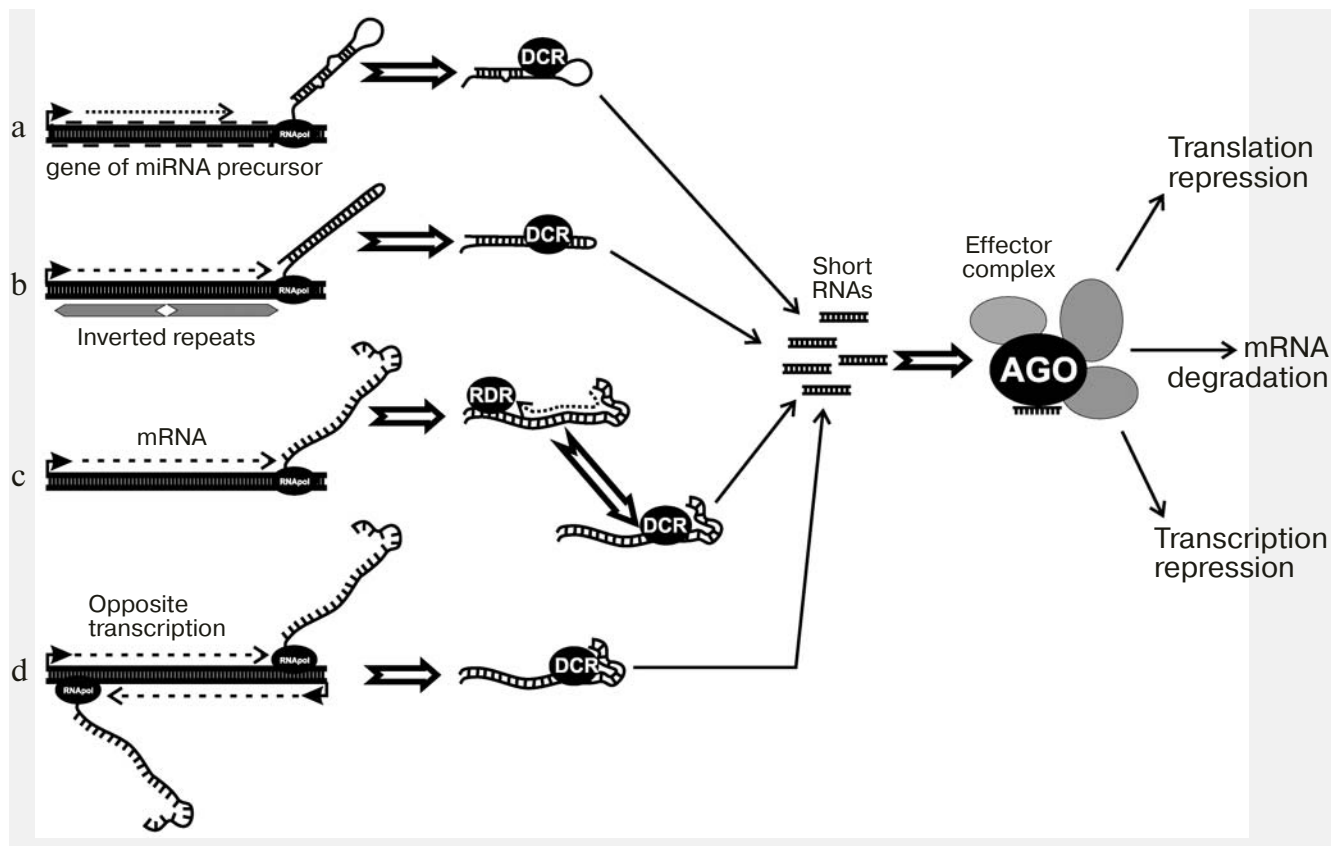 a
DCR
RNApol
gene of miRNA precursor
b
DCR
RNApol
Inverted repeats
c
mRNA
RNApol
RDR
DCR
d
Opposite
transcription
RNApol
RNApol
DCR
Short
RNAs
Effector
complex
AGO
Translation
repression
mRNA
degradation
Transcription
repression